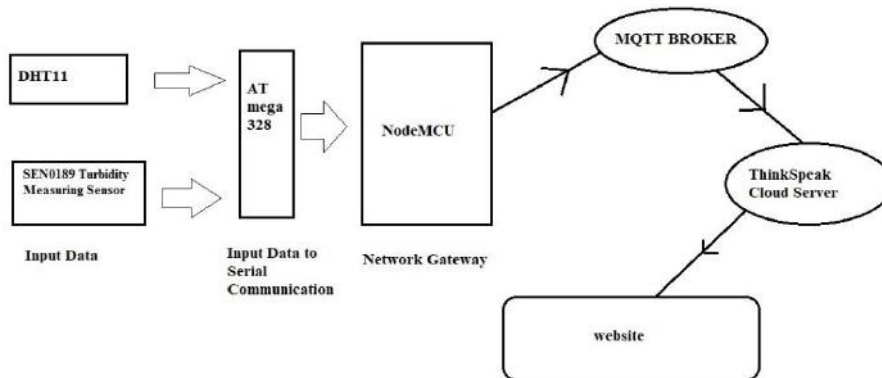 DHT11
SEN0189 Turbidity
Measuring Sensor
Input Data
AT
mega
328
Input Data to
Serial
Communication
NodeMCU
Network Gateway
MQTT BROKER
ThinkSpeak
Cloud Server
website